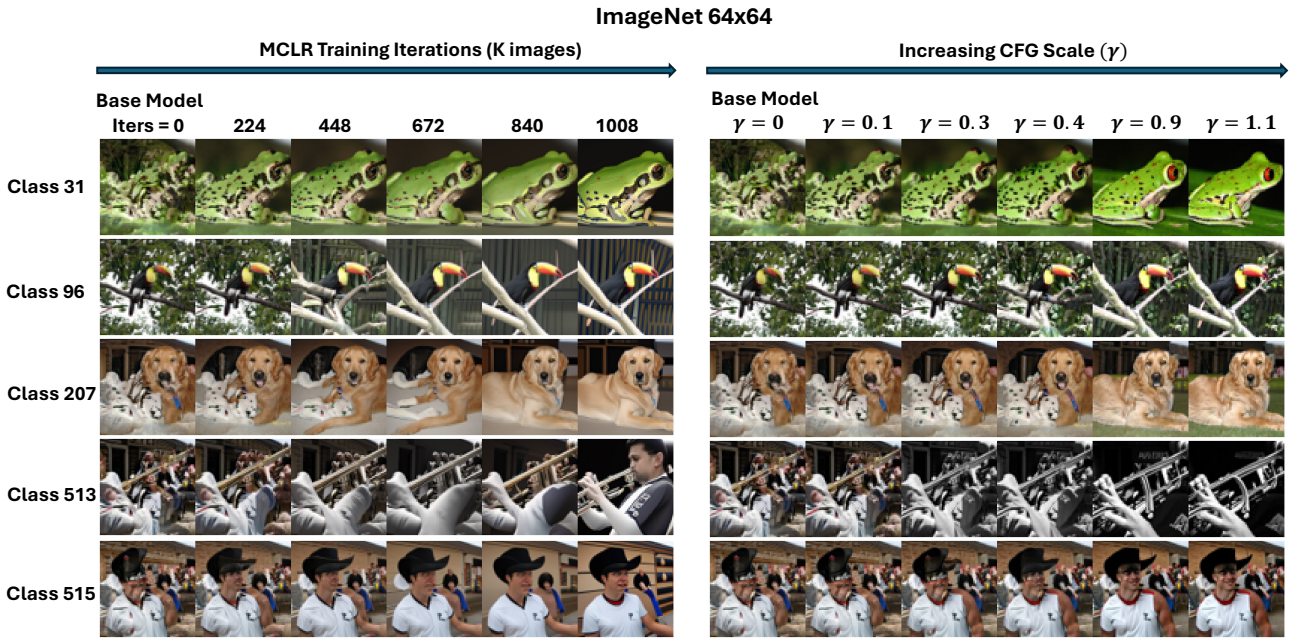 ImageNet 64x64
MCLR Training Iterations (K images)
Increasing CFG Scale (γ)
Base Model
Iters = 0 224 448 672 840 1008
Base Model
γ = 0 γ = 0.1 γ = 0.3 γ = 0.4 γ = 0.9 γ = 1.1
Class 31
Class 96
Class 207
Class 513
Class 515